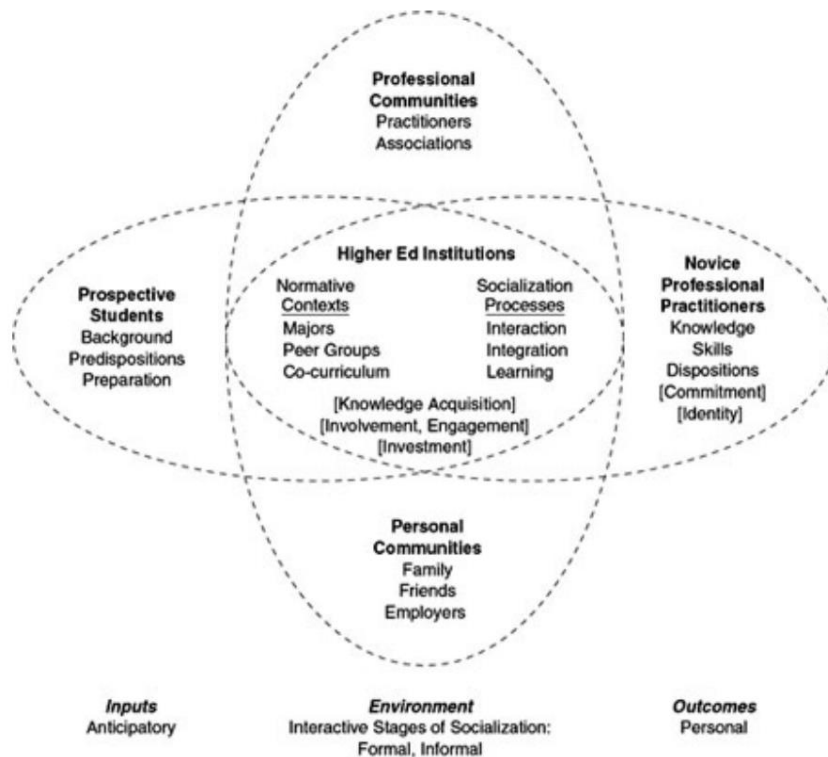 Professional
Communities
Practitioners
Associations
Higher Ed Institutions
Normative
Contexts
Majors
Peer Groups
Co-curriculum
Socialization
Processes
Interaction
Integration
Learning
[Knowledge Acquisition]
[Involvement, Engagement]
[Investment]
Prospective
Students
Background
Predispositions
Preparation
Novice
Professional
Practitioners
Knowledge
Skills
Dispositions
[Commitment]
[Identity]
Personal
Communities
Family
Friends
Employers
Inputs
Anticipatory
Environment
Interactive Stages of Socialization:
Formal, Informal
Outcomes
Personal